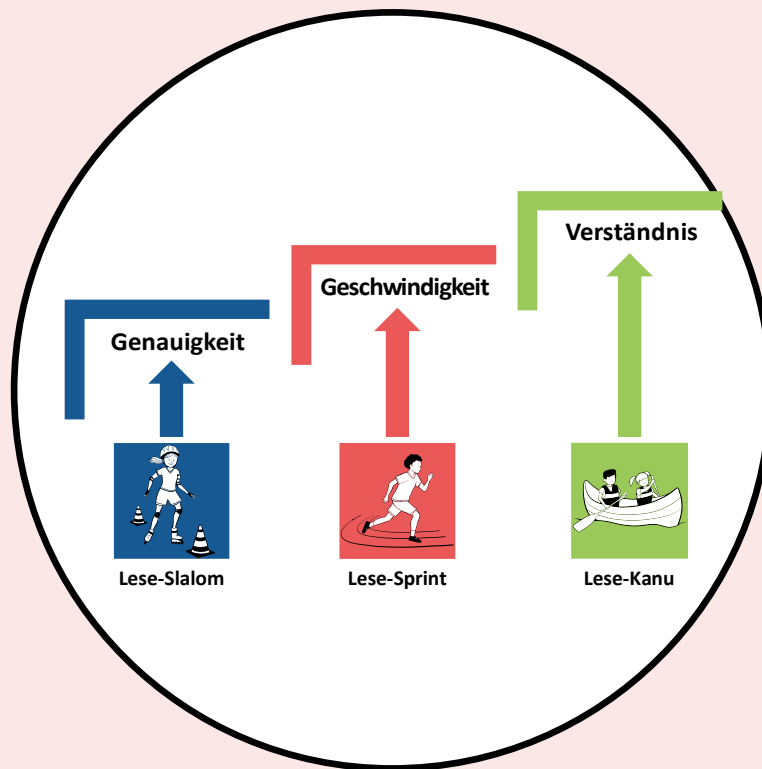 Verständnis
Geschwindigkeit
Genauigkeit
Lese-Slalom
Lese-Sprint
Lese-Kanu